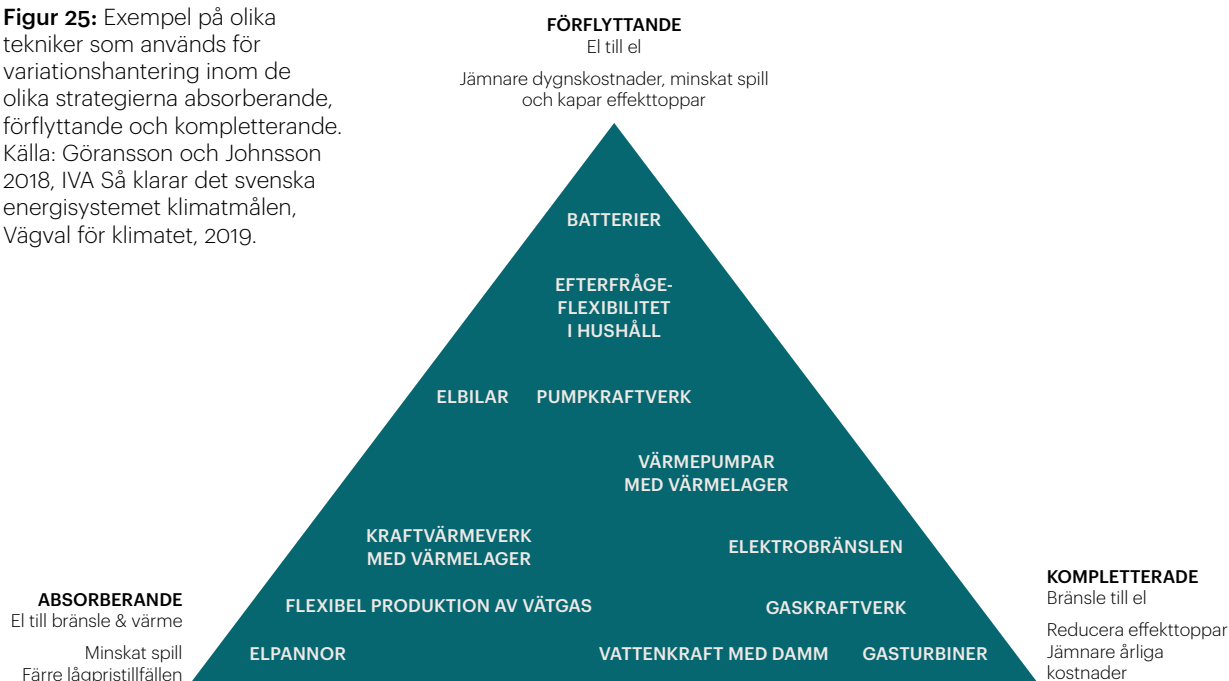 Figur 25: Exempel på olika
tekniker som används för
variationshantering inom de
olika strategierna absorberande,
förflyttande och kompletterande.
Källa: Göransson och Johnsson
2018, IVA Så klarar det svenska
energisystemet klimatmålen,
Vägval för klimatet, 2019.
FÖRFLYTTANDE
El till el
Jämnare dygnskostnader, minskat spill
och kapar effekttoppar
BATTERIER
EFTERFRÅGE-
FLEXIBILITET
I HUSHÅLL
ELBILAR PUMPKRAFTVERK
VÄRMEPUMPAR
MED VÄRMELAGER
KRAFTVÄRMEVERK
MED VÄRMELAGER
ELEKTROBRÄNSLEN
FLEXIBEL PRODUKTION AV VÄTGAS
GASKRAFTVERK
ELPANNOR
VATTENKRAFT MED DAMM
GASTURBINER
ABSORBERANDE
El till bränsle & värme
Minskat spill
Färre lågpristillfällen
KOMPLETTERADE
Bränsle till el
Reducera effekttoppar
Jämnare årliga
kostnader